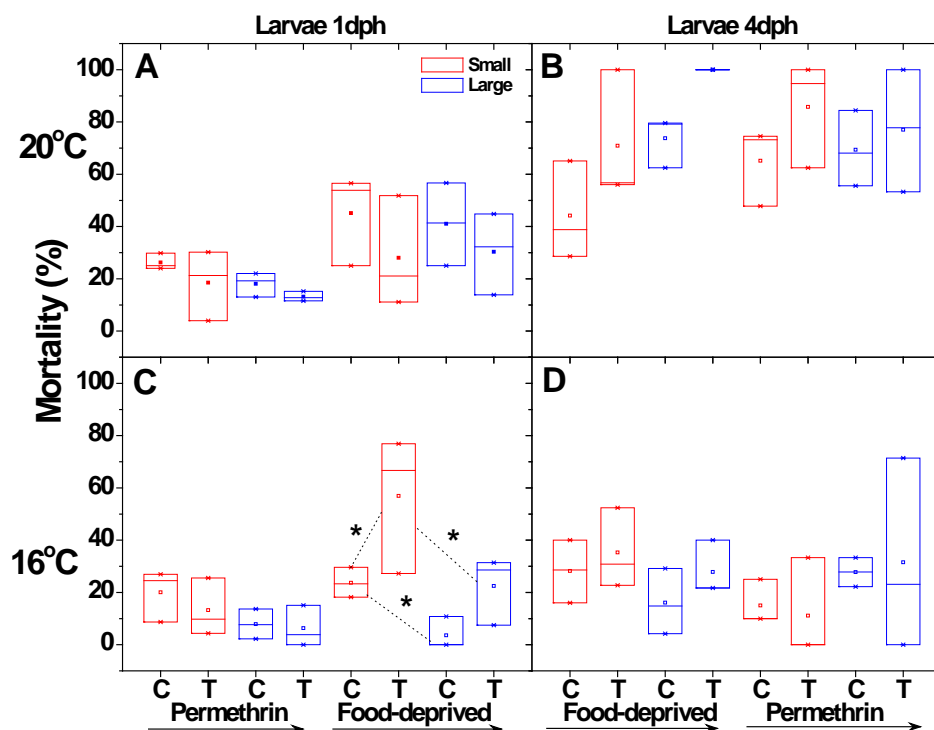 Larvae 1dph Larvae 4dph
A B
Small
Large
100 80 60 40 20 0
20°C
Mortality (%)
C D
100 80 60 40 20 0
16°C
* * *
C T C T C T C T C T C T C T C T
Permethrin Food-deprived Food-deprived Permethrin